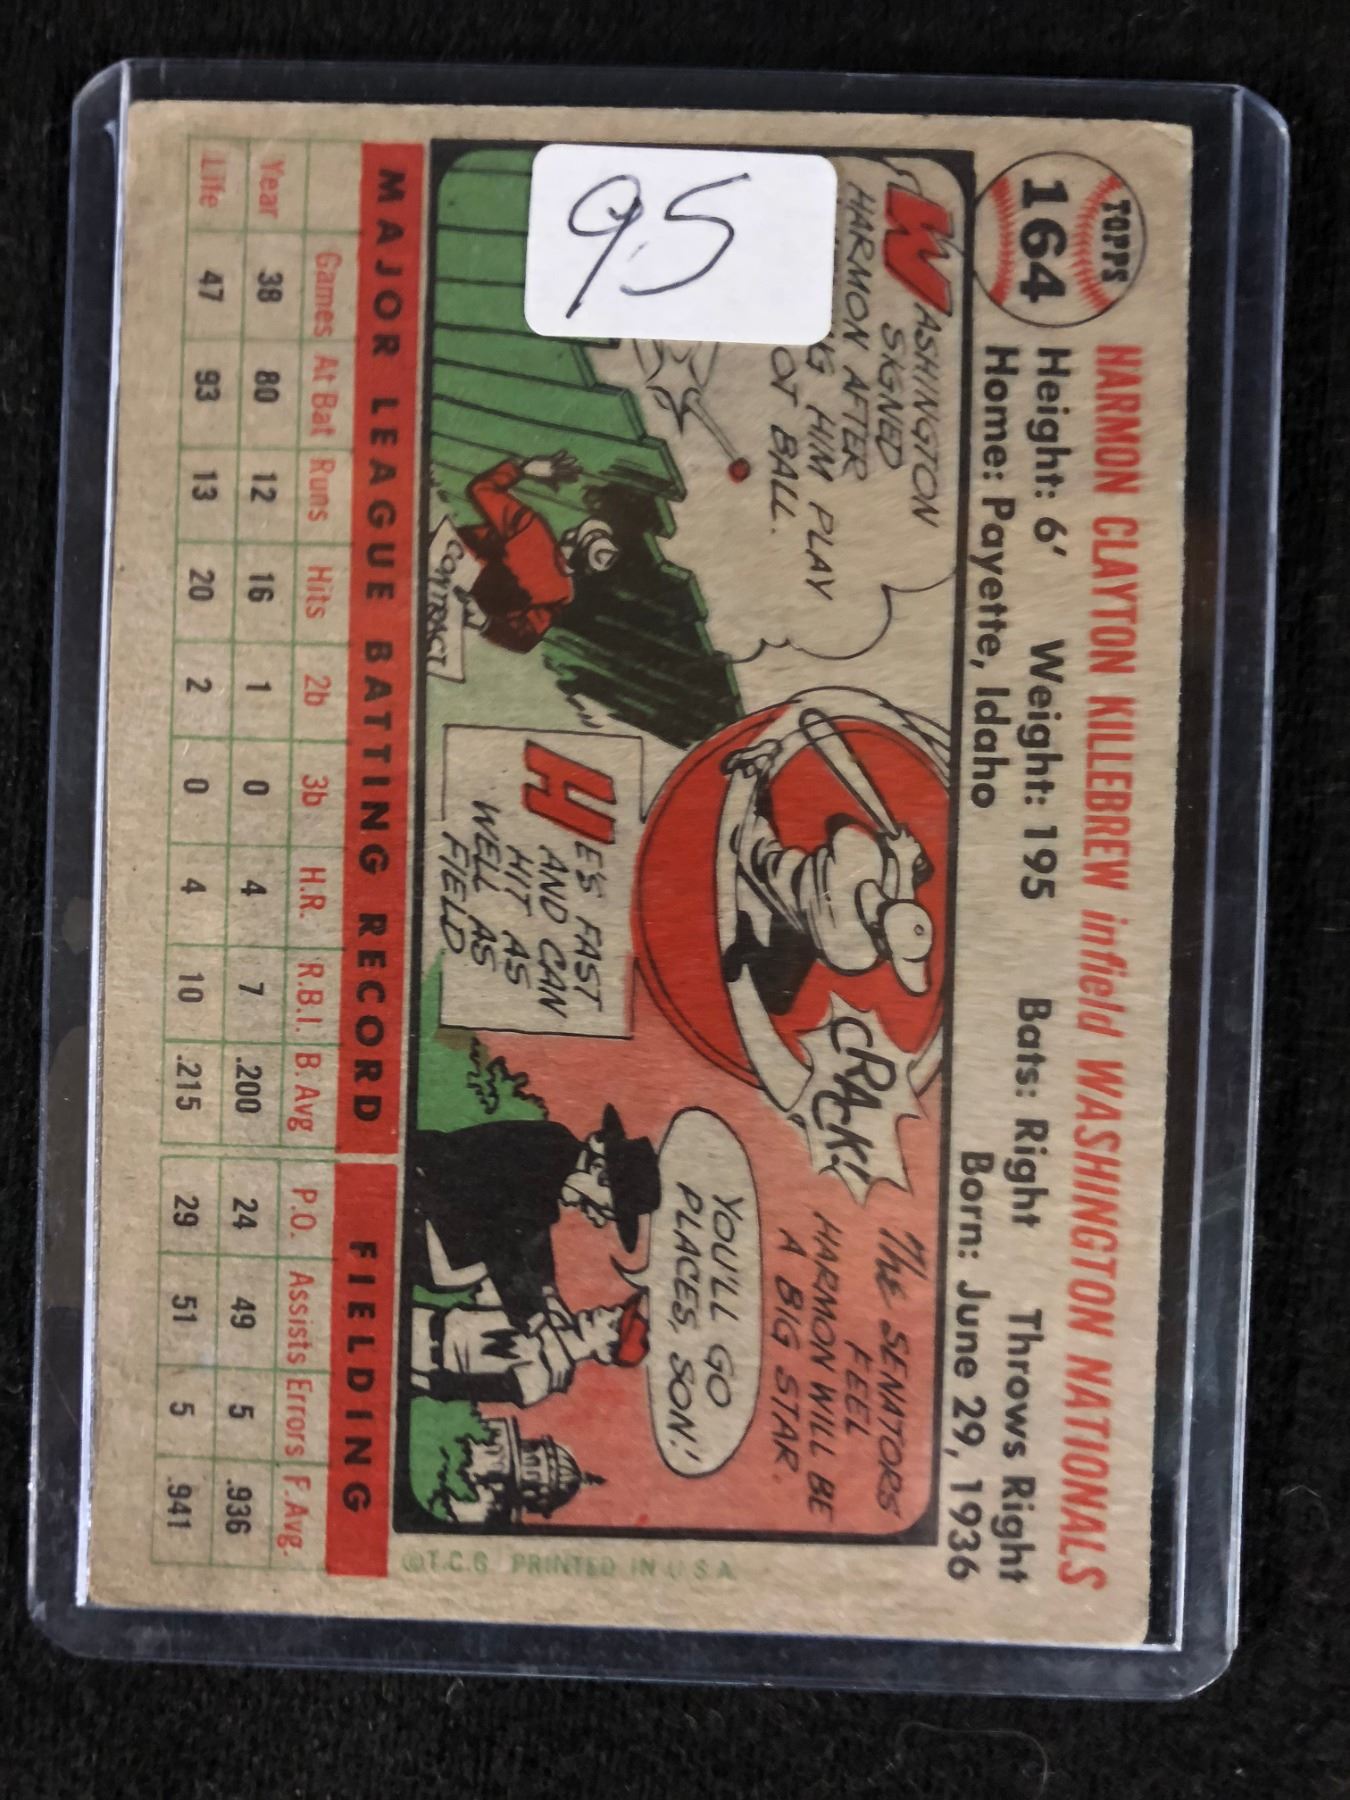 TOPPS
164
HARMON CLAYTON KILLEBREW infield WASHINGTON NATIONALS
Height: 6' Weight: 195 Bats: Right Throws Right
Home: Payette, Idaho Born: June 29, 1936
95
WASHINGTON
SIGNED
HARMON AFTER
HIM PLAY
BALL.
CONTRACT
CRACK!
HE'S FAST
AND CAN
HIT AS
WELL AS
FIELD
THE SENATORS
FEEL
HARMON WILL BE
A BIG STAR.
YOU'LL GO
PLACES, SON!
W
©T.C.G. PRINTED IN U.S.A.
MAJOR LEAGUE BATTING RECORD FIELDING
Games At Bat Runs Hits 2b 3b H.R. R.B.I. B. Avg P.O. Assists Errors F. Avg.
Year 38 80 12 16 1 0 4 7 .200 24 49 5 .936
Life 47 93 13 20 2 0 4 10 .215 29 51 5 .941